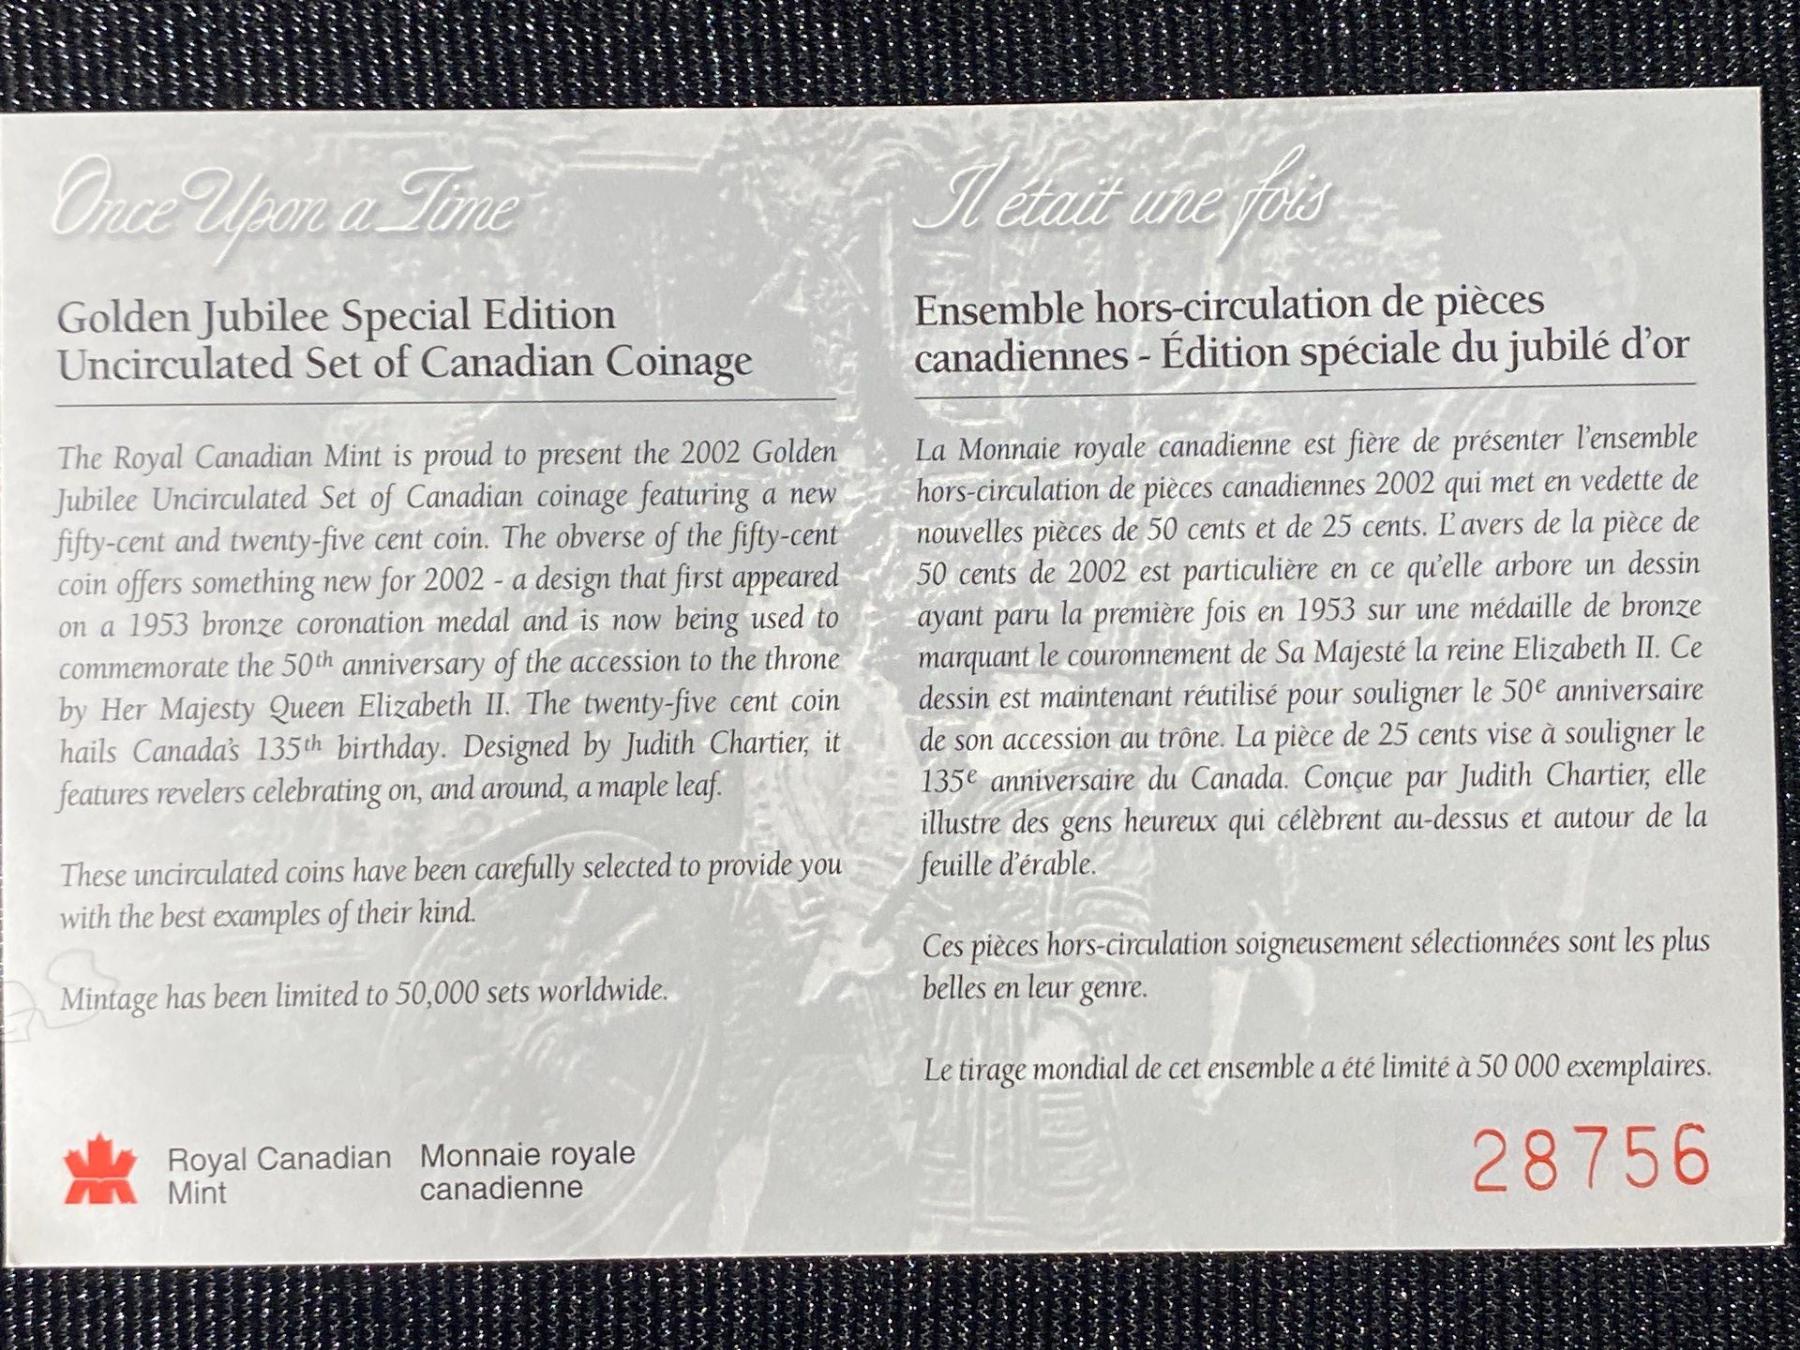 Once Upon a Time
Golden Jubilee Special Edition
Uncirculated Set of Canadian Coinage
The Royal Canadian Mint is proud to present the 2002 Golden
Jubilee Uncirculated Set of Canadian coinage featuring a new
fifty-cent and twenty-five cent coin. The obverse of the fifty-cent
coin offers something new for 2002 - a design that first appeared
on a 1953 bronze coronation medal and is now being used to
commemorate the 50th anniversary of the accession to the throne
by Her Majesty Queen Elizabeth II. The twenty-five cent coin
hails Canada's 135th birthday. Designed by Judith Chartier, it
features revelers celebrating on, and around, a maple leaf.
These uncirculated coins have been carefully selected to provide you
with the best examples of their kind.
Mintage has been limited to 50,000 sets worldwide.
Royal Canadian
Mint
Monnaie royale
canadienne
Il était une fois
Ensemble hors-circulation de pièces
canadiennes - Édition spéciale du jubilé d'or
La Monnaie royale canadienne est fière de présenter l'ensemble
hors-circulation de pièces canadiennes 2002 qui met en vedette de
nouvelles pièces de 50 cents et de 25 cents. L'avers de la pièce de
50 cents de 2002 est particulière en ce qu'elle arbore un dessin
ayant paru la première fois en 1953 sur une médaille de bronze
marquant le couronnement de Sa Majesté la reine Elizabeth II. Ce
dessin est maintenant réutilisé pour souligner le 50e anniversaire
de son accession au trône. La pièce de 25 cents vise à souligner le
135e anniversaire du Canada. Conçue par Judith Chartier, elle
illustre des gens heureux qui célèbrent au-dessus et autour de la
feuille d'érable.
Ces pièces hors-circulation soigneusement sélectionnées sont les plus
belles en leur genre.
Le tirage mondial de cet ensemble a été limité à 50 000 exemplaires.
28756